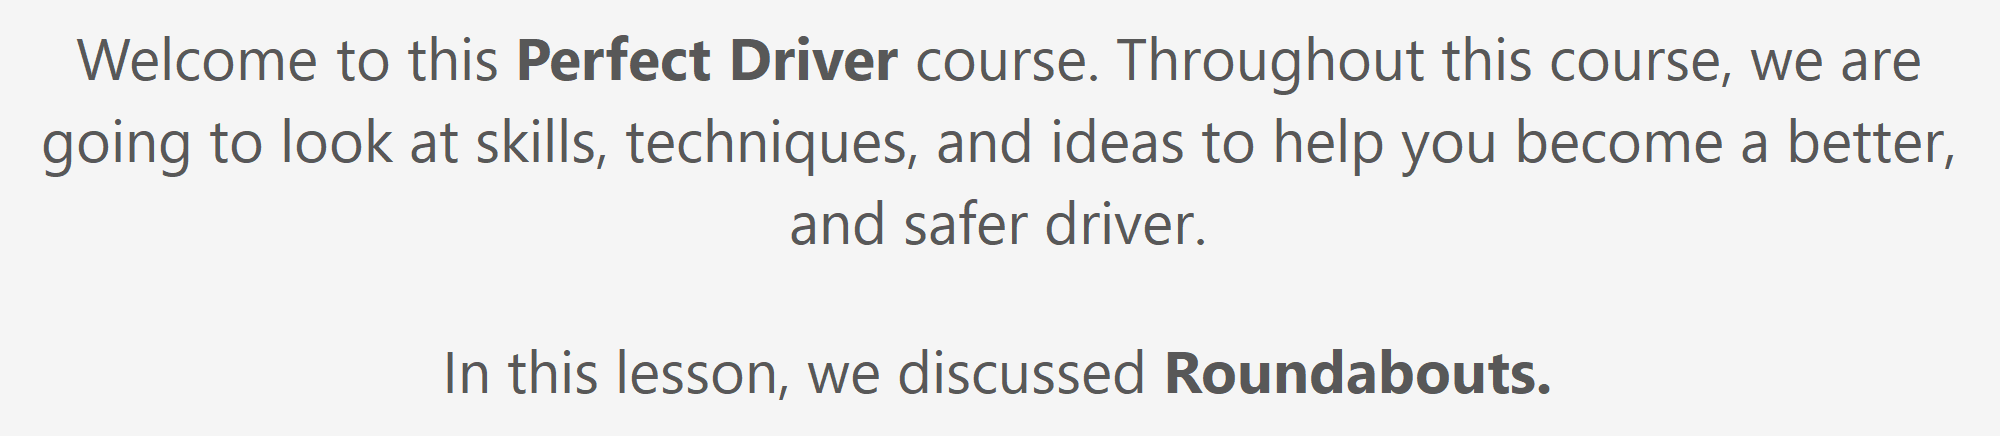 Welcome to this Perfect Driver course. Throughout this course, we are
going to look at skills, techniques, and ideas to help you become a better,
and safer driver.
In this lesson, we discussed Roundabouts.